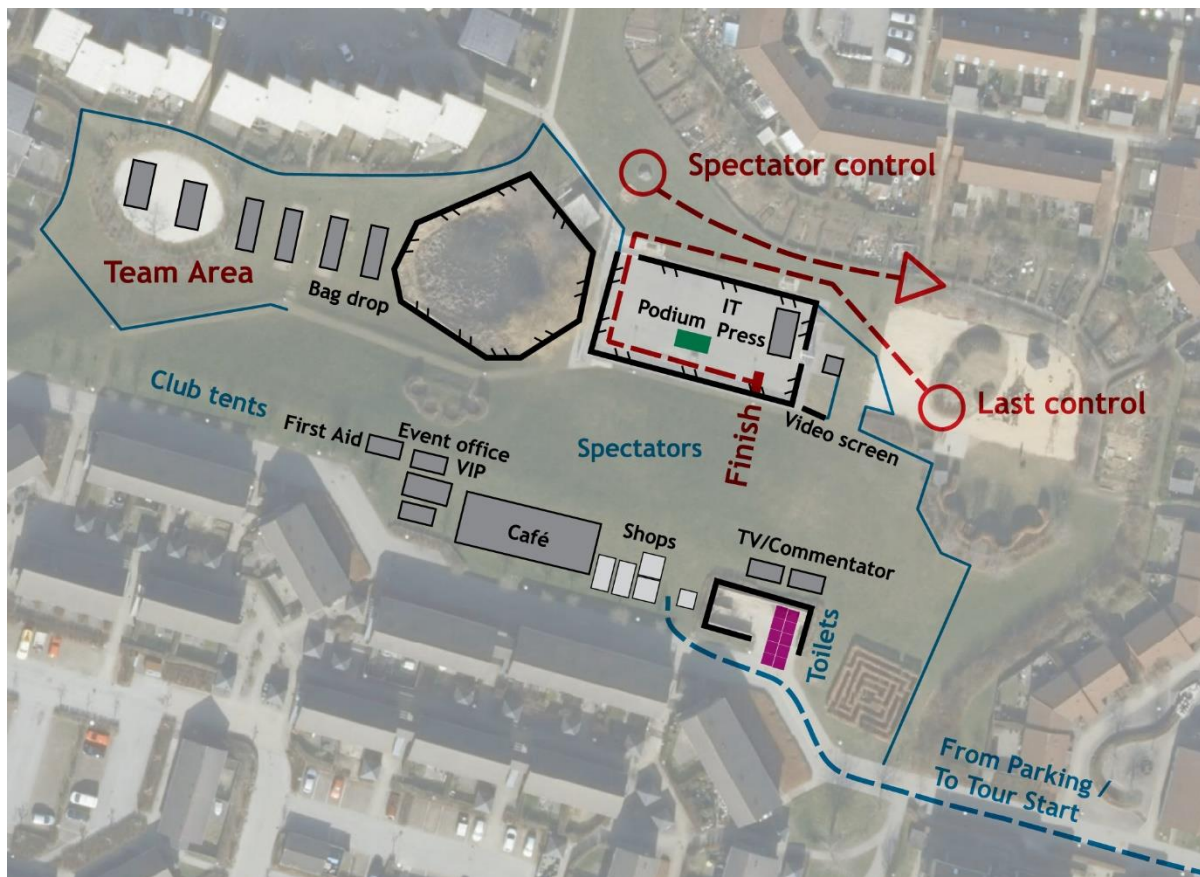 Spectator control
Team Area
Bag drop
Podium
IT
Press
Last control
Club tents
First Aid
Event office
VIP
Spectators
Finish
Video screen
Café
Shops
TV/Commentator
Toilets
From Parking /
To Tour Start